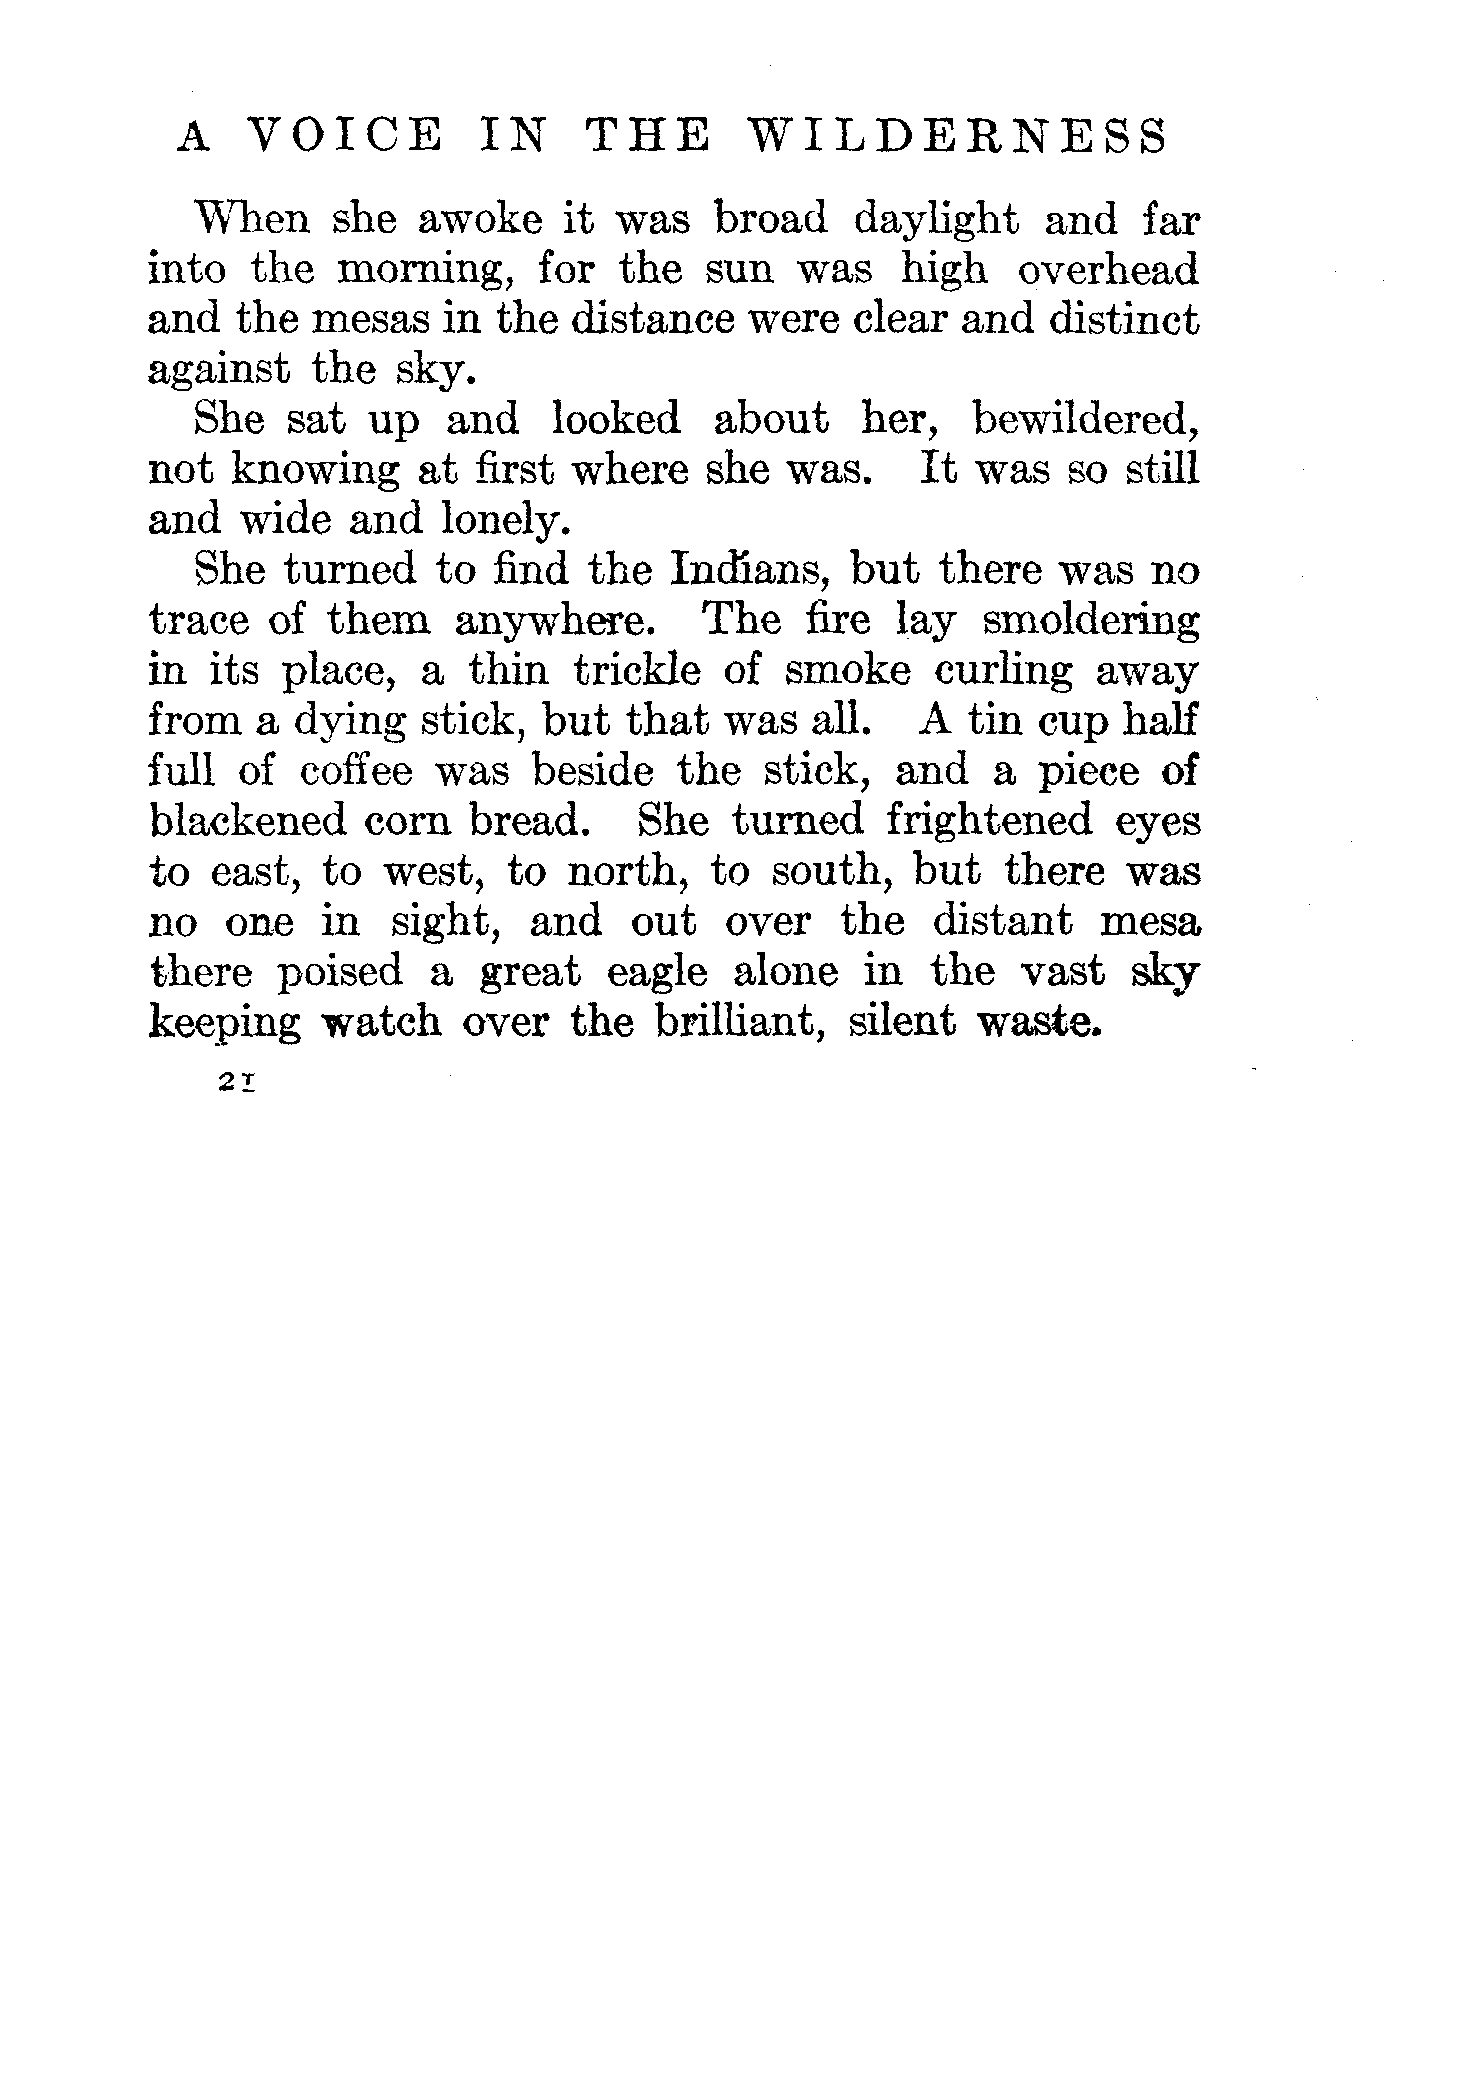 A VOICE IN THE WILDERNESS
When she awoke it was broad daylight and far
into the morning, for the sun was high overhead
and the mesas in the distance were clear and distinct
against the sky.
She sat up and looked about her, bewildered,
not knowing at first where she was. It was so still
and wide and lonely.
She turned to find the Indians, but there was no
trace of them anywhere. The fire lay smoldering
in its place, a thin trickle of smoke curling away
from a dying stick, but that was all. A tin cup half
full of coffee was beside the stick, and a piece of
blackened corn bread. She turned frightened eyes
to east, to west, to north, to south, but there was
no one in sight, and out over the distant mesa
there poised a great eagle alone in the vast sky
keeping watch over the brilliant, silent waste.
21